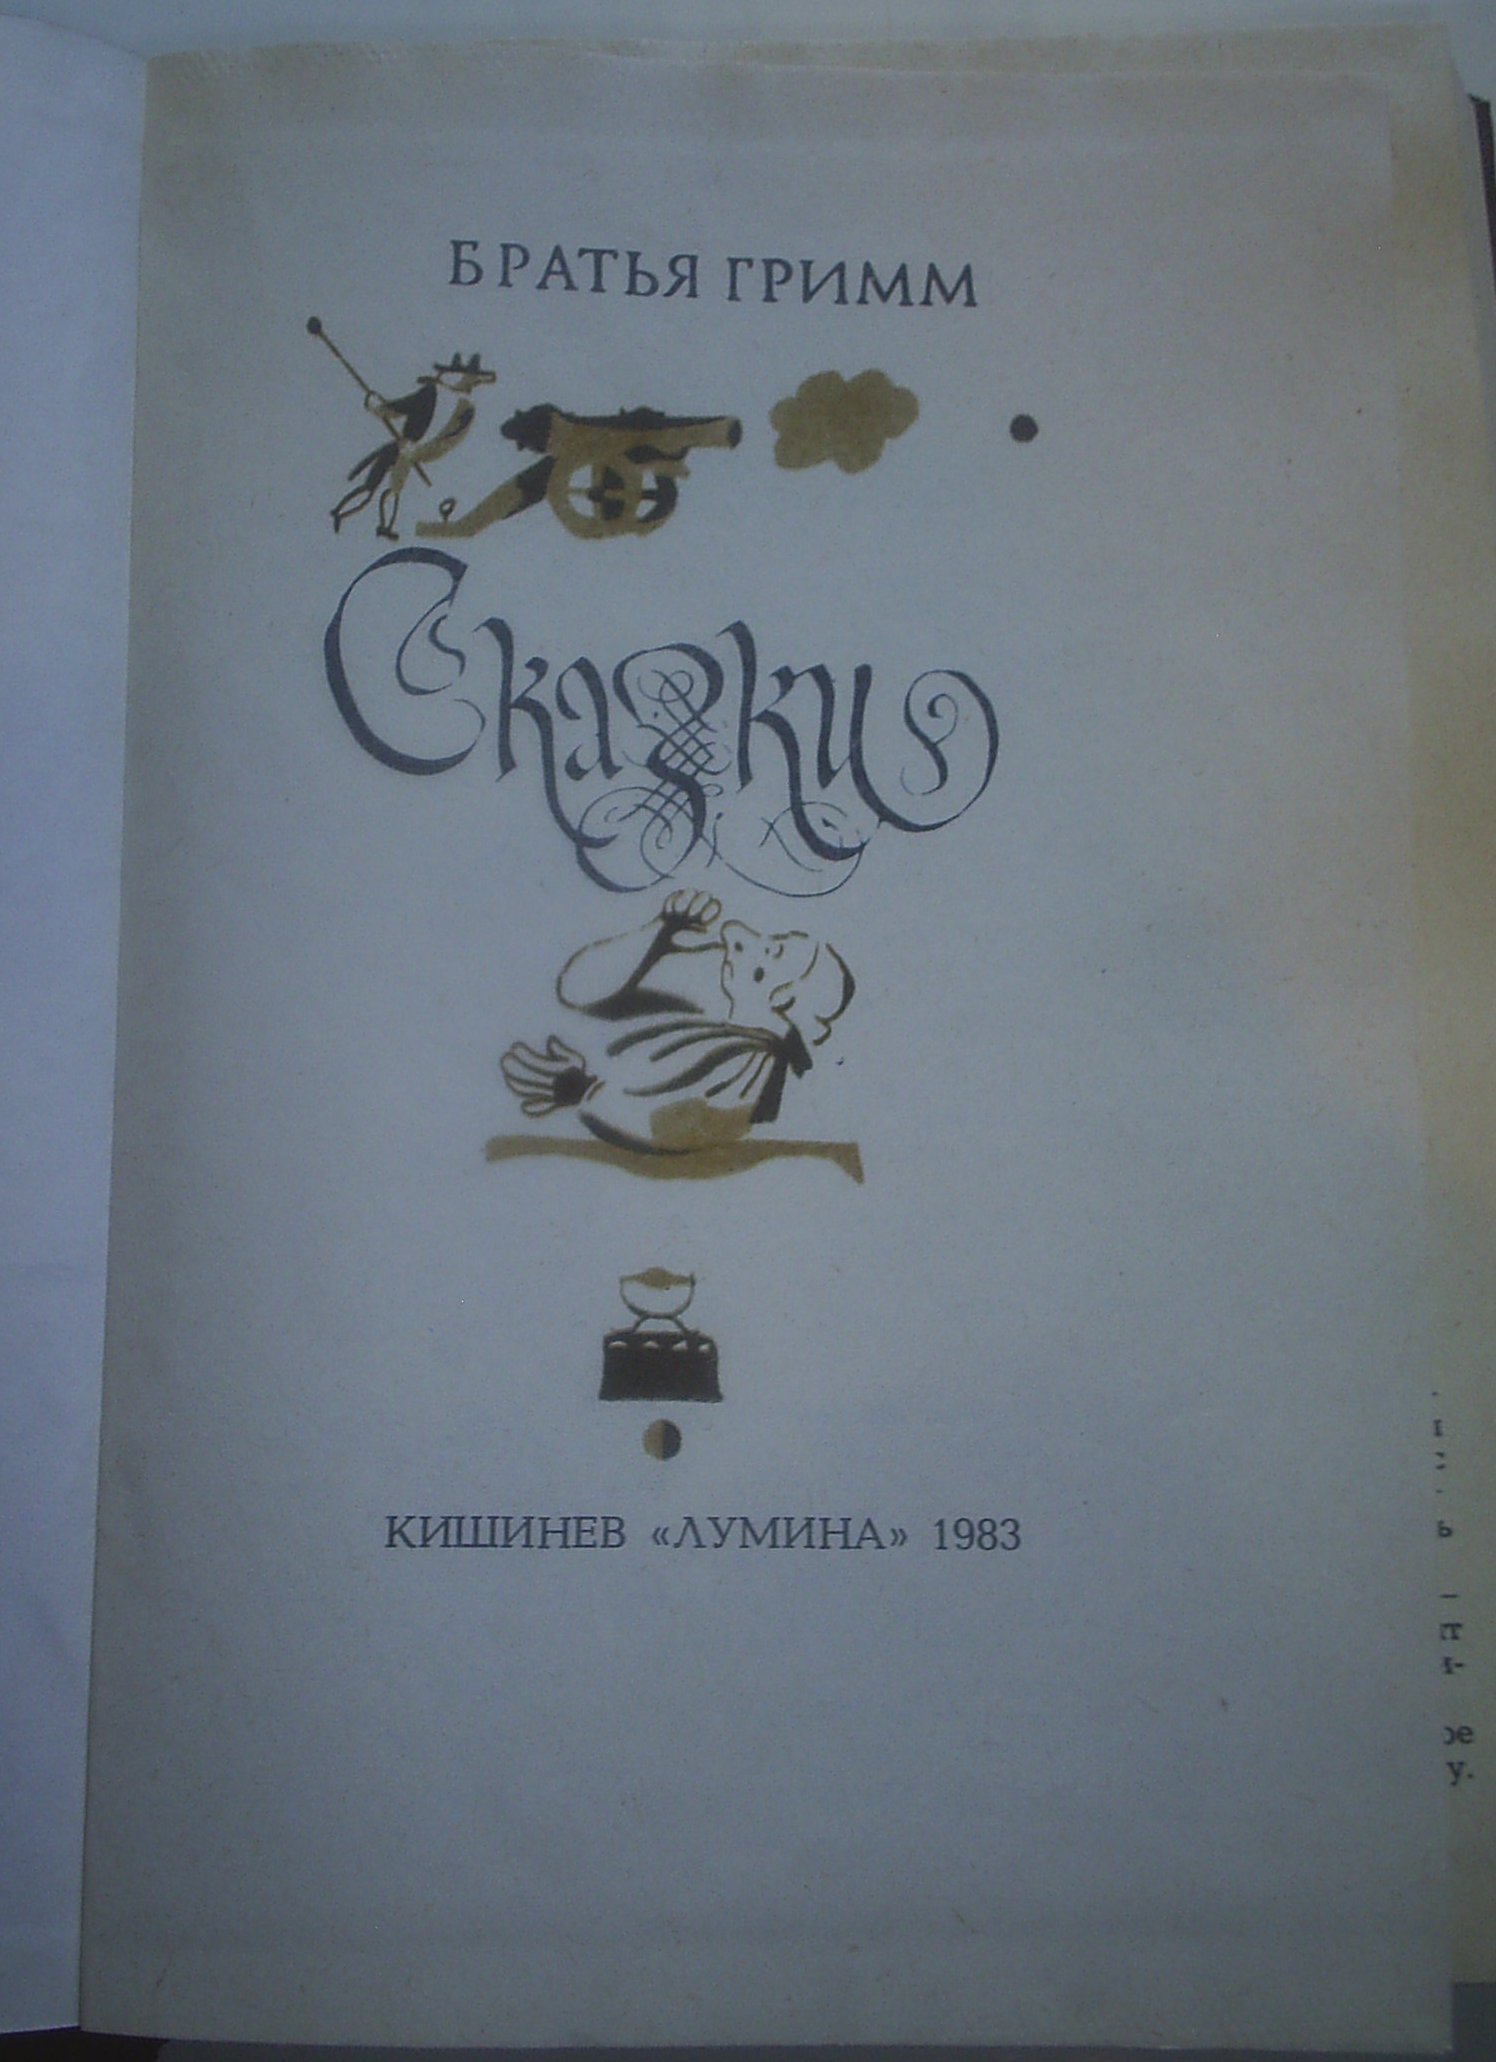 БРАТЬЯ ГРИММ
Сказки
КИШИНЕВ «ЛУМИНА» 1983